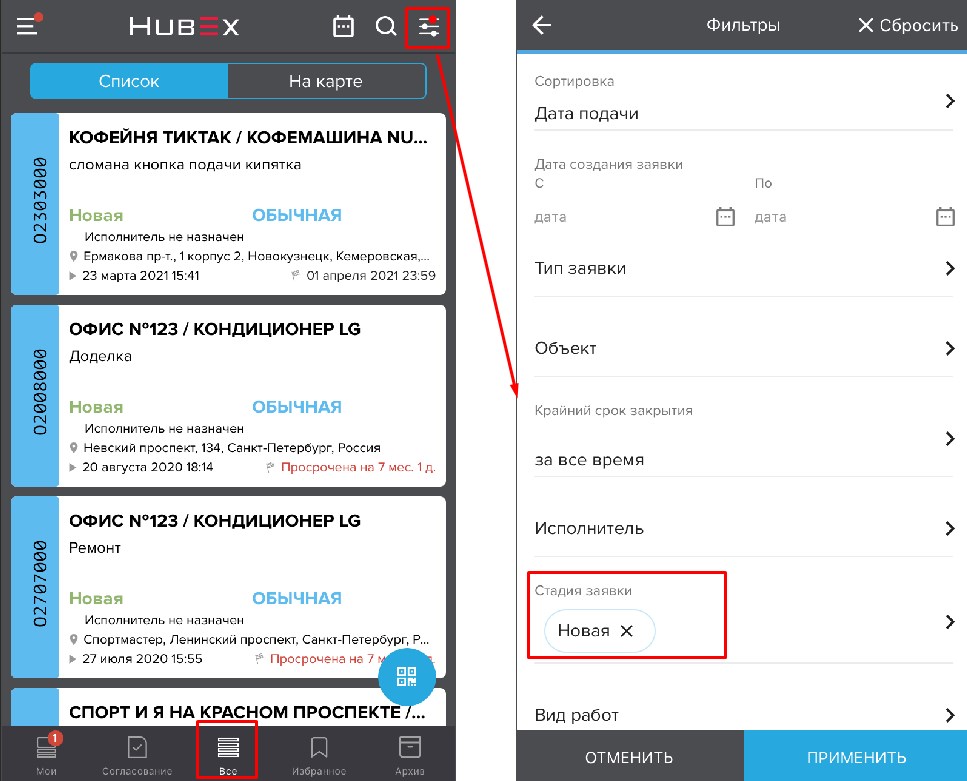 HUBEX
Список
На карте
02303000
КОФЕЙНЯ ТИКТАК / КОФЕМАШИНА NU...
сломана кнопка подачи кипятка
Новая
ОБЫЧНАЯ
Исполнитель не назначен
Ермакова пр-т., 1 корпус 2, Новокузнецк, Кемеровская,...
23 марта 2021 15:41
01 апреля 2021 23:59
02008000
ОФИС №123 / КОНДИЦИОНЕР LG
Доделка
Новая
ОБЫЧНАЯ
Исполнитель не назначен
Невский проспект, 134, Санкт-Петербург, Россия
20 августа 2020 18:14
Просрочена на 7 мес. 1 д.
02707000
ОФИС №123 / КОНДИЦИОНЕР LG
Ремонт
Новая
ОБЫЧНАЯ
Исполнитель не назначен
Спортмастер, Ленинский проспект, Санкт-Петербург, Р...
27 июля 2020 15:55
Просрочена на 7
СПОРТ И Я НА КРАСНОМ ПРОСПЕКТЕ /...
1
Мои
Согласование
Все
Избранное
Архив
Фильтры
Сбросить
Сортировка
Дата подачи
Дата создания заявки
С
По
дата
дата
Тип заявки
Объект
Крайний срок закрытия
за все время
Исполнитель
Стадия заявки
Новая
Вид работ
ОТМЕНИТЬ
ПРИМЕНИТЬ